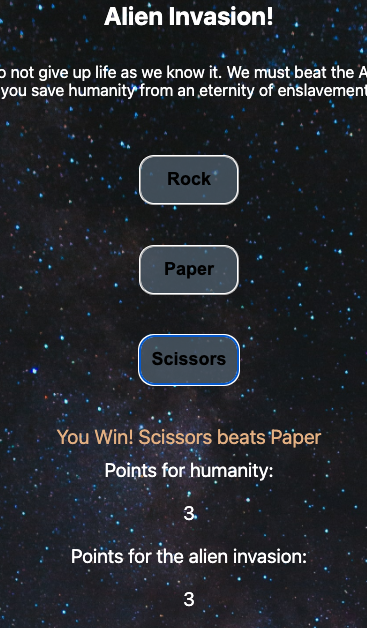 Alien Invasion!
not give up life as we know it. We must beat the
you save humanity from an eternity of enslavement
Rock
Paper
Scissors
You Win! Scissors beats Paper
Points for humanity:
3
Points for the alien invasion:
3